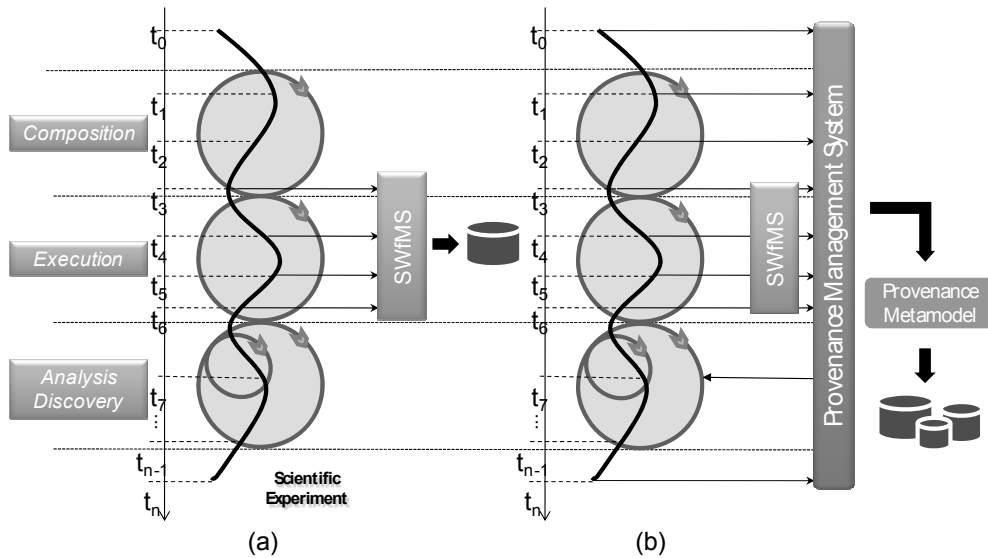 Composition
Execution
Analysis
Discovery
t0
t1
t2
t3
t4
t5
t6
t7
...
tn-1
tn
SWfMS
Scientific
Experiment
(a)
t0
t1
t2
t3
t4
t5
t6
t7
...
tn-1
tn
SWfMS
Provenance Management System
Provenance
Metamodel
(b)